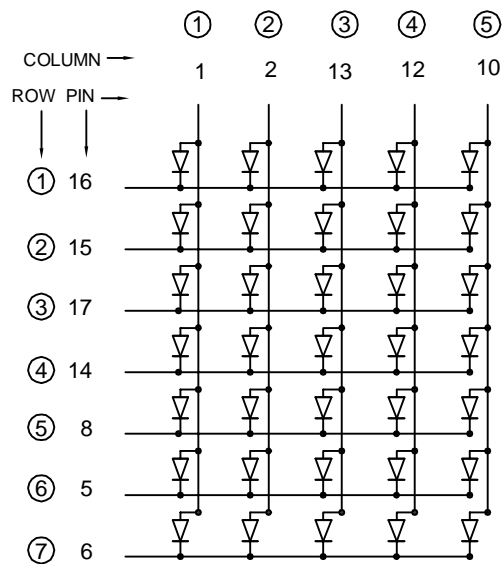 ① ② ③ ④ ⑤
COLUMN
1 2 13 12 10
ROW PIN
① 16
② 15
③ 17
④ 14
⑤ 8
⑥ 5
⑦ 6